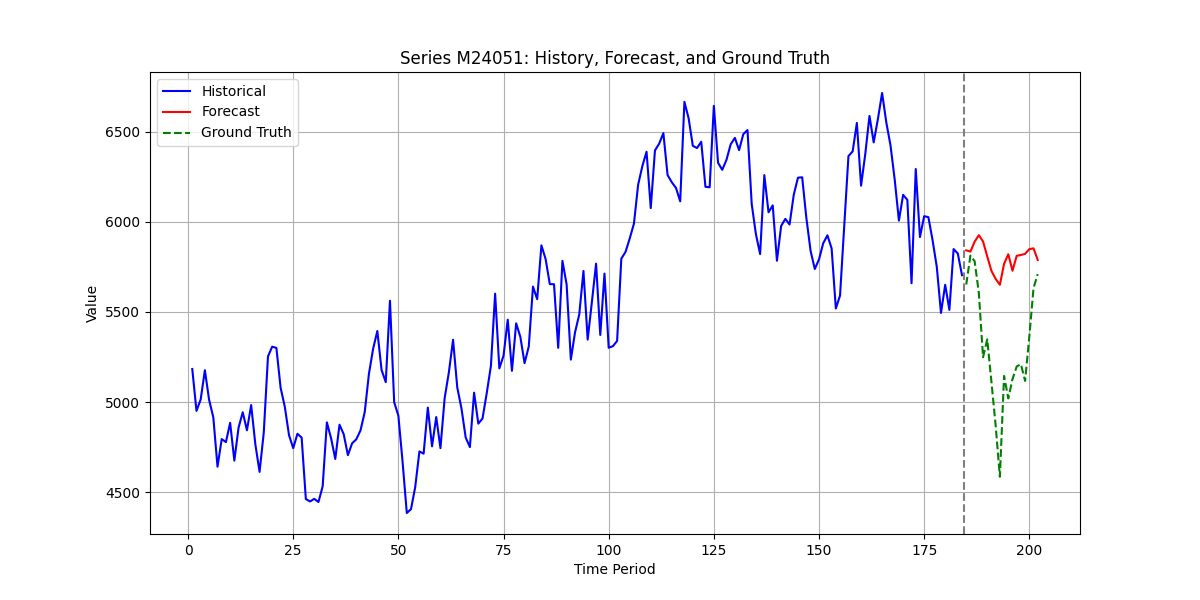 Series M24051: History, Forecast, and Ground Truth
Historical
Forecast
Ground Truth
Value
6500
6000
5500
5000
4500
0 25 50 75 100 125 150 175 200
Time Period